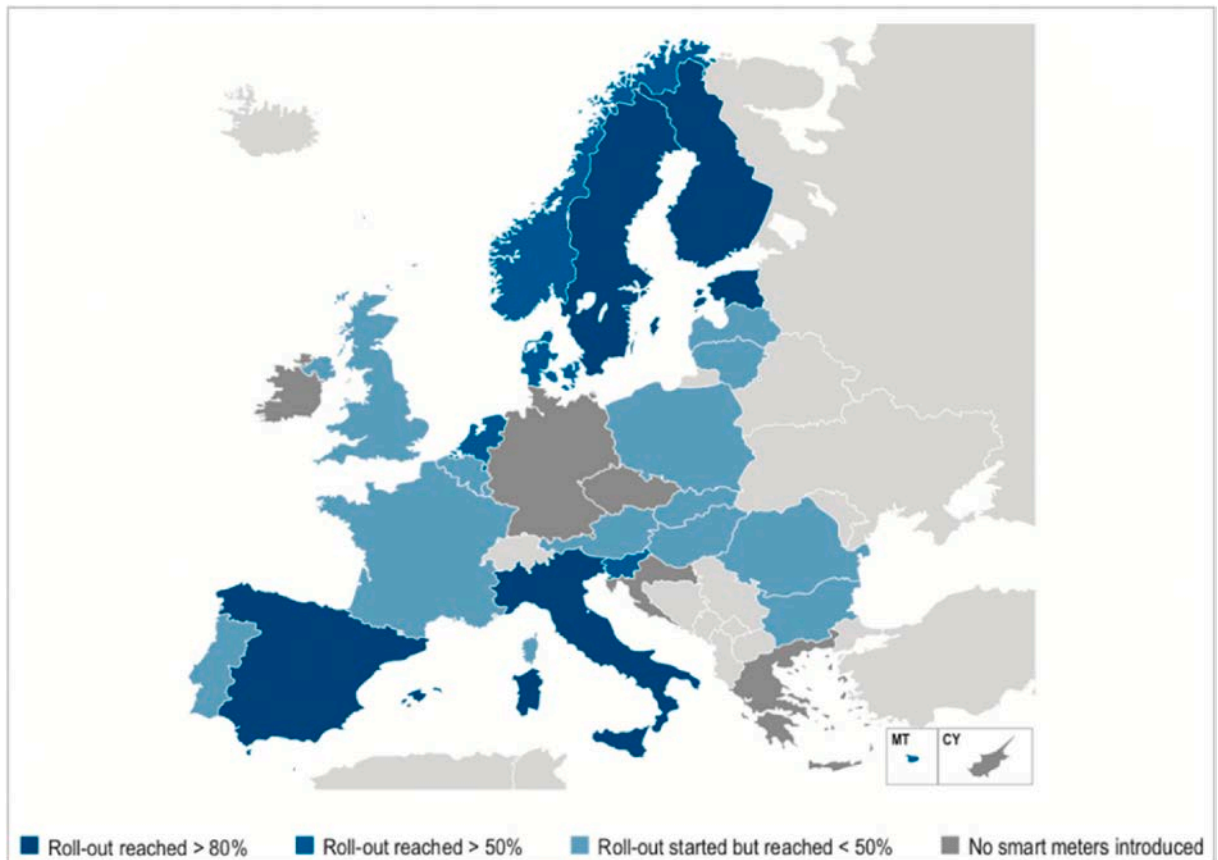 MT
CY
Roll-out reached > 80%
Roll-out reached > 50%
Roll-out started but reached < 50%
No smart meters introduced